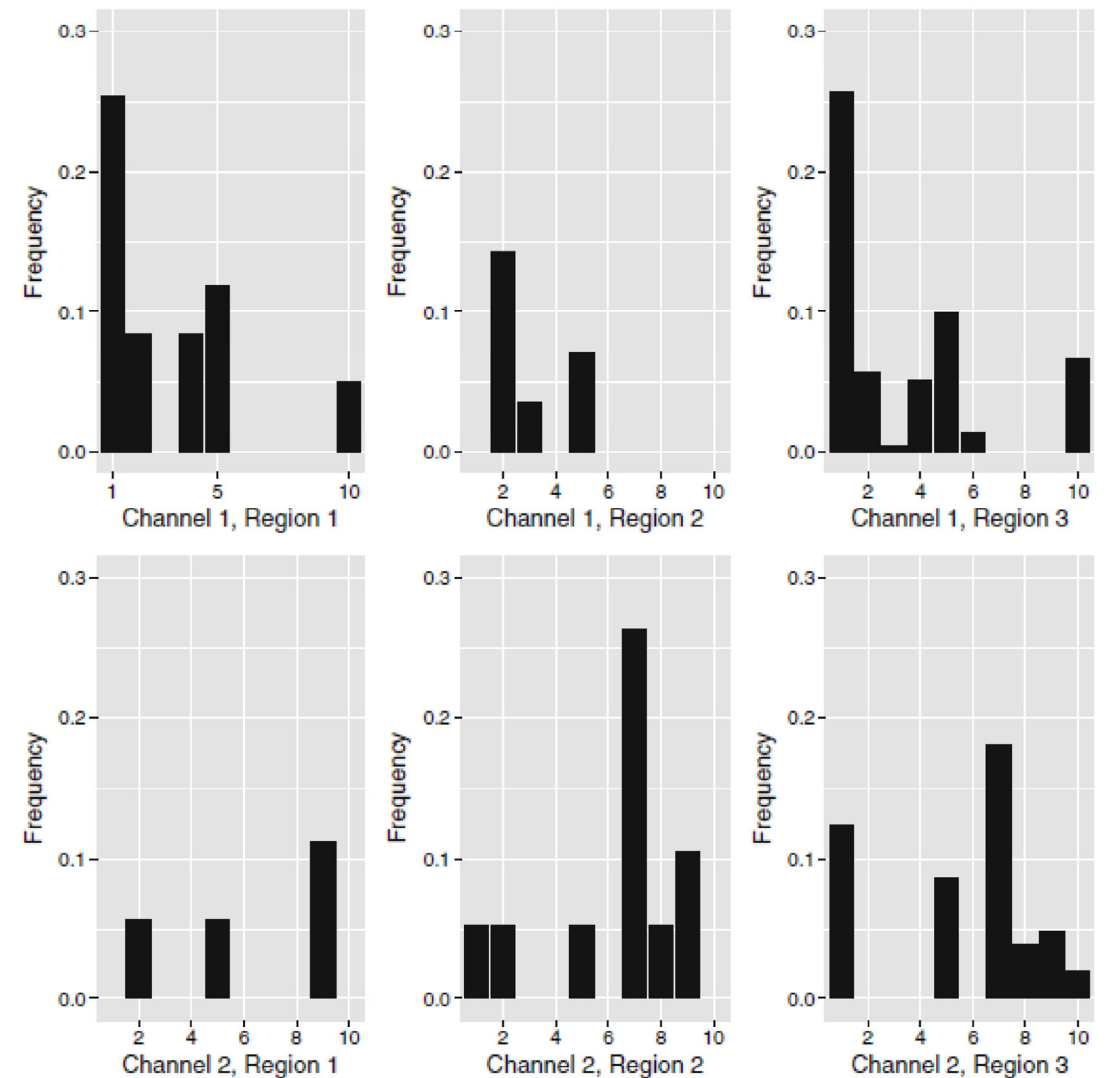 0.3
0.2
0.1
0.0
Frequency
1 5 10
Channel 1, Region 1
0.3
0.2
0.1
0.0
Frequency
2 4 6 8 10
Channel 1, Region 2
0.3
0.2
0.1
0.0
Frequency
2 4 6 8 10
Channel 1, Region 3
0.3
0.2
0.1
0.0
Frequency
2 4 6 8 10
Channel 2, Region 1
0.3
0.2
0.1
0.0
Frequency
2 4 6 8 10
Channel 2, Region 2
0.3
0.2
0.1
0.0
Frequency
2 4 6 8 10
Channel 2, Region 3